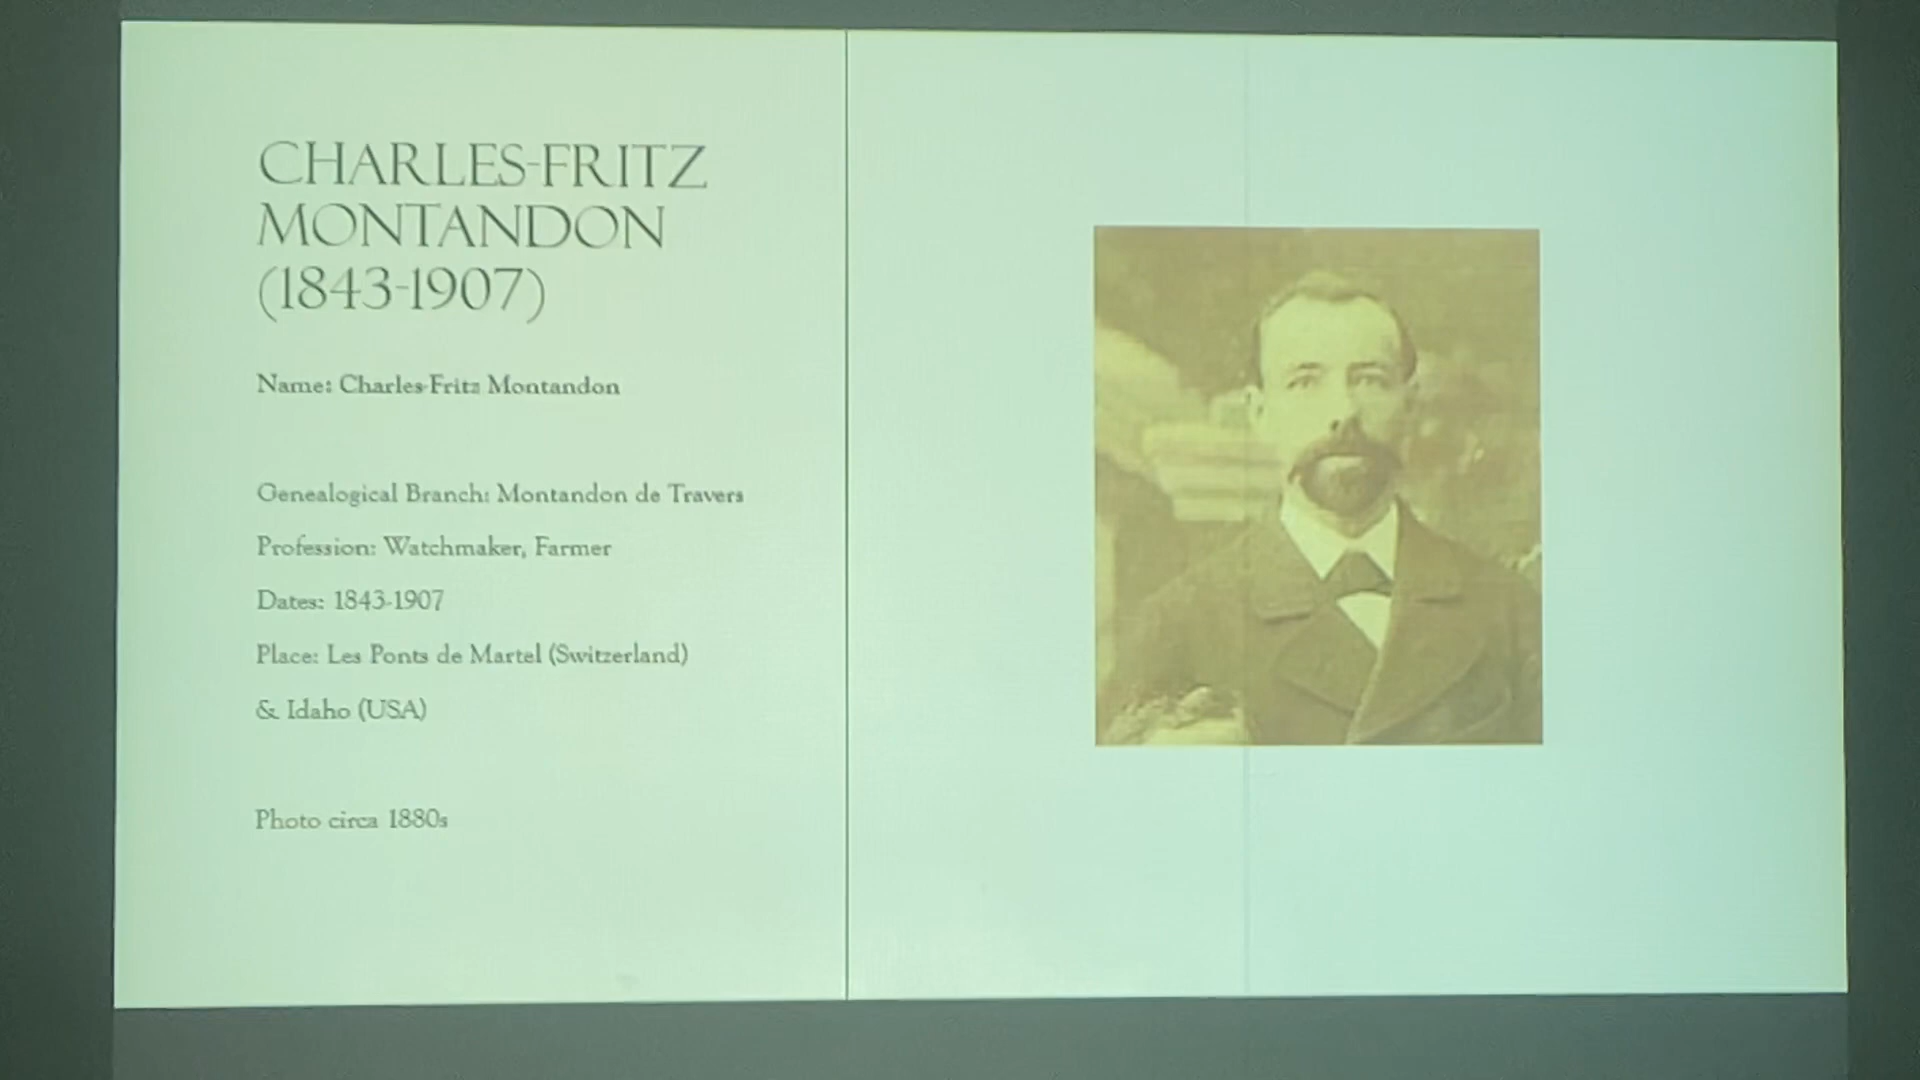 CHARLES-FRITZ
MONTANDON
(1843-1907)
Name: Charles-Fritz Montandon
Genealogical Branch: Montandon de Travers
Profession: Watchmaker, Farmer
Dates: 1843-1907
Place: Les Ponts de Martel (Switzerland)
& Idaho (USA)
Photo circa 1880s